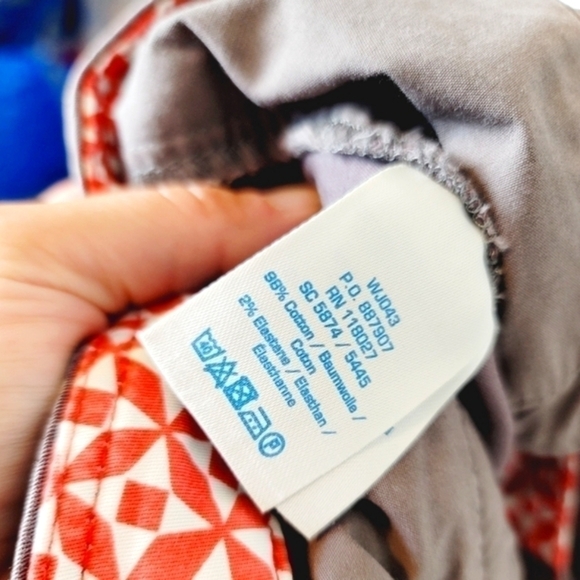 WJ043
P.O. 887907
RN 118027
SC 5874 / 5445
98% Cotton / Baumwolle /
Coton
2% Elastane / Elasthan /
Élasthanne
P